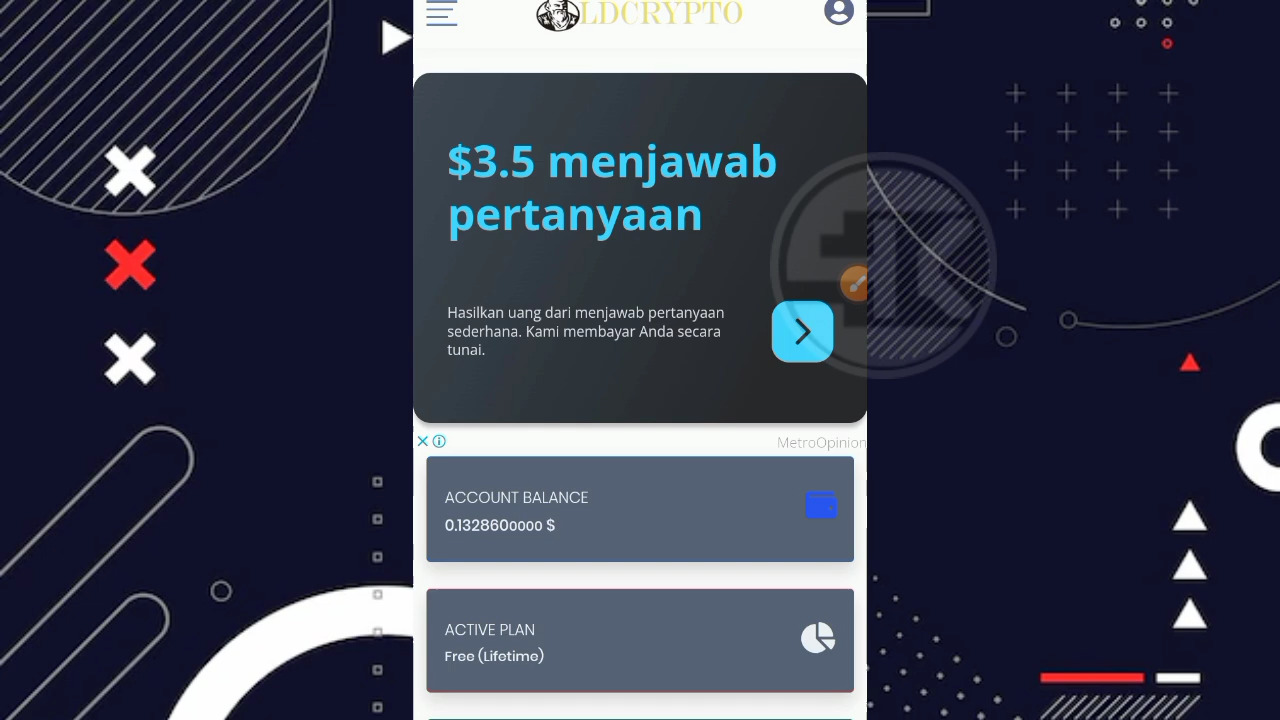 LDCRYPTO
$3.5 menjawab
pertanyaan
Hasilkan uang dari menjawab pertanyaan
sederhana. Kami membayar Anda secara
tunai.
MetroOpinion
ACCOUNT BALANCE
0.1328600000 $
ACTIVE PLAN
Free (Lifetime)